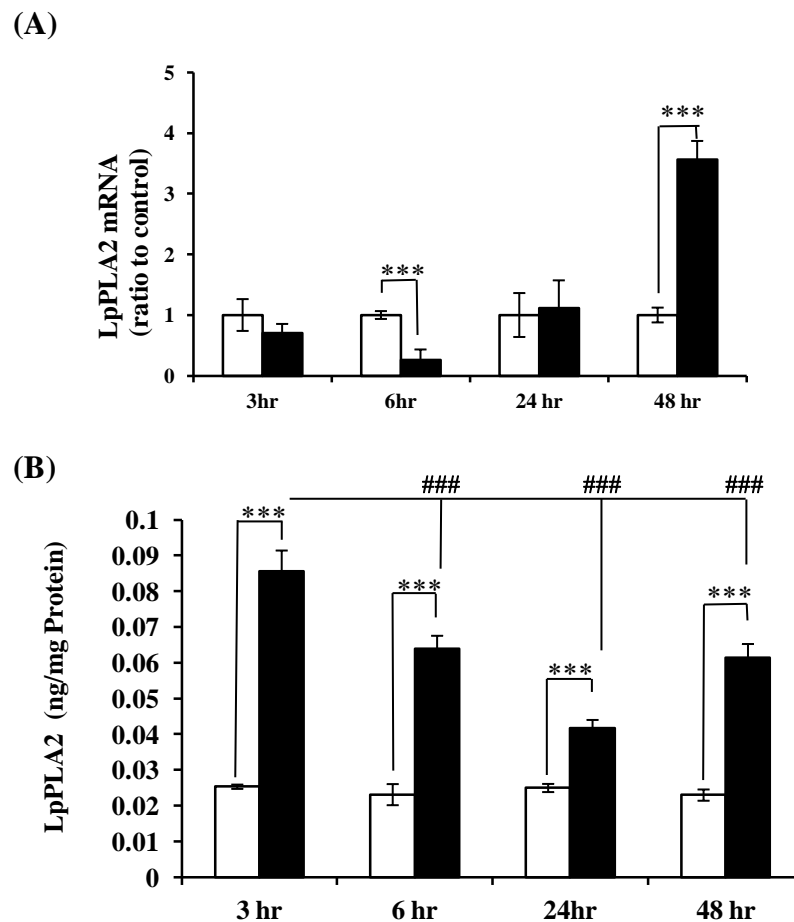 (A)
LpPLA2 mRNA
(ratio to control)
5
4
3
2
1
0
***
***
3hr 6hr 24 hr 48 hr
(B)
### ### ###
LpPLA2 (ng/mg Protein)
0.1
0.09
0.08
0.07
0.06
0.05
0.04
0.03
0.02
0.01
0
***
***
***
***
3 hr 6 hr 24hr 48 hr